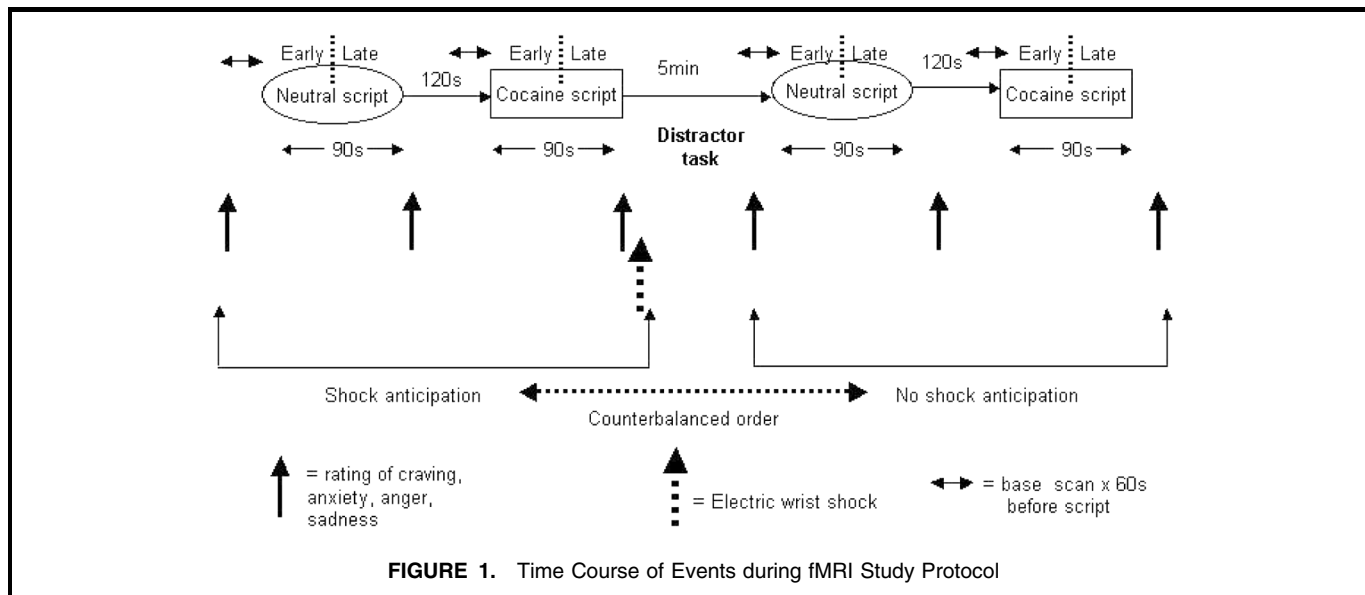 Early Late Early Late Early Late Early Late
120s 5min 120s
Neutral script Cocaine script Neutral script Cocaine script
Distractor
task
90s 90s 90s 90s
Shock anticipation No shock anticipation
Counterbalanced order
= rating of craving,
anxiety, anger,
sadness
= Electric wrist shock
= base scan x 60s
before script
FIGURE 1. Time Course of Events during fMRI Study Protocol